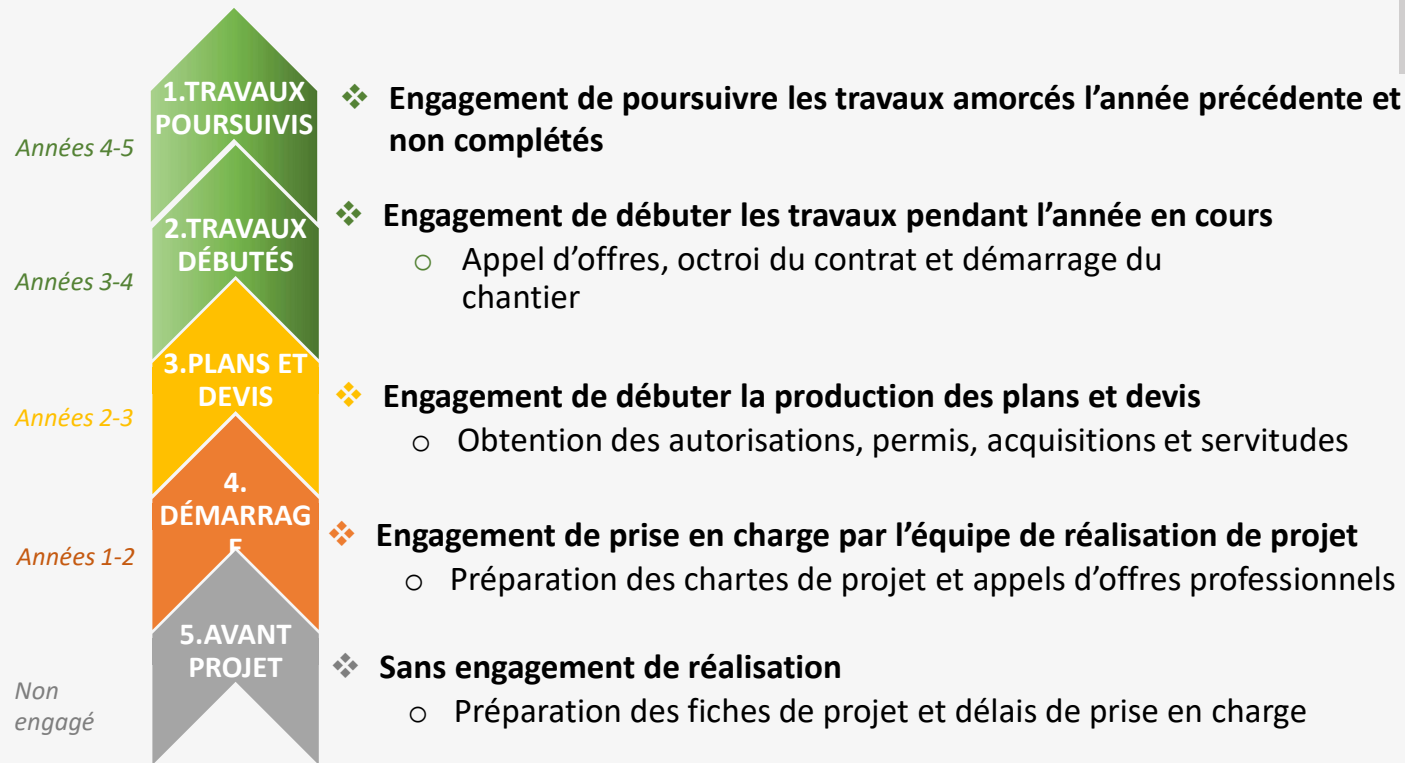 1.TRAVAUX
POURSUIVIS
Années 4-5
❖ Engagement de poursuivre les travaux amorcés l’année précédente et
non complétés
2.TRAVAUX
DÉBUTÉS
Années 3-4
❖ Engagement de débuter les travaux pendant l’année en cours
o Appel d’offres, octroi du contrat et démarrage du
chantier
3.PLANS ET
DEVIS
Années 2-3
❖ Engagement de débuter la production des plans et devis
o Obtention des autorisations, permis, acquisitions et servitudes
4.
DÉMARRAG
E
Années 1-2
❖ Engagement de prise en charge par l’équipe de réalisation de projet
o Préparation des chartes de projet et appels d’offres professionnels
5.AVANT
PROJET
Non
engagé
❖ Sans engagement de réalisation
o Préparation des fiches de projet et délais de prise en charge